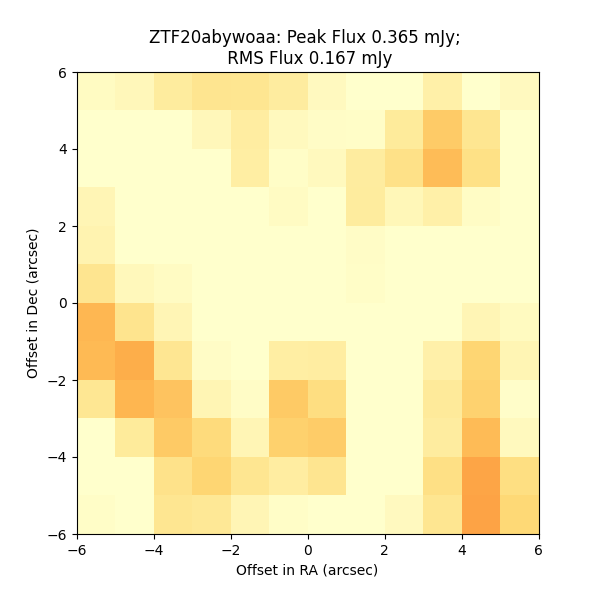 ZTF20abywoaa: Peak Flux 0.365 mJy;
RMS Flux 0.167 mJy
6
4
2
0
−2
−4
−6
Offset in Dec (arcsec)
−6 −4 −2 0 2 4 6
Offset in RA (arcsec)